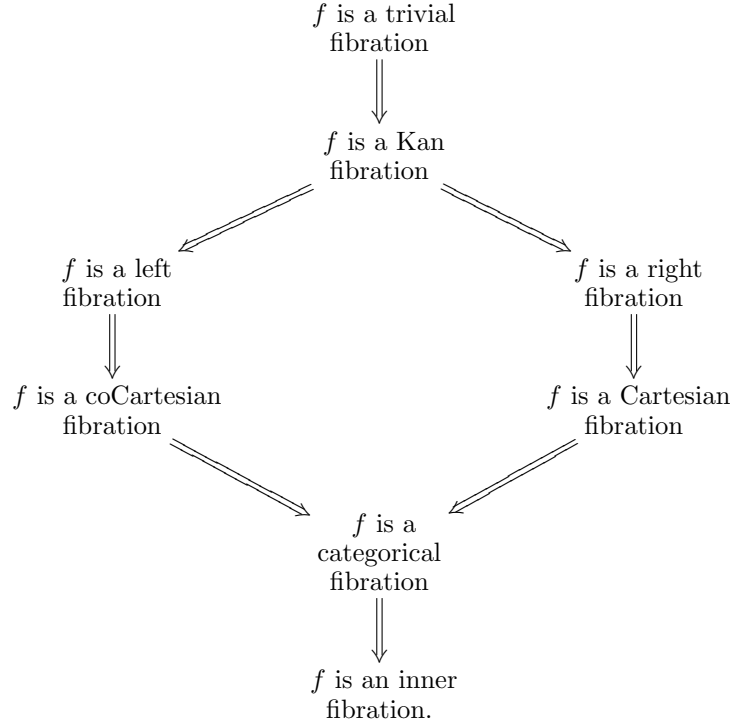 f is a trivial
fibration
f is a Kan
fibration
f is a left
fibration
f is a right
fibration
f is a coCartesian
fibration
f is a Cartesian
fibration
f is a
categorical
fibration
f is an inner
fibration.